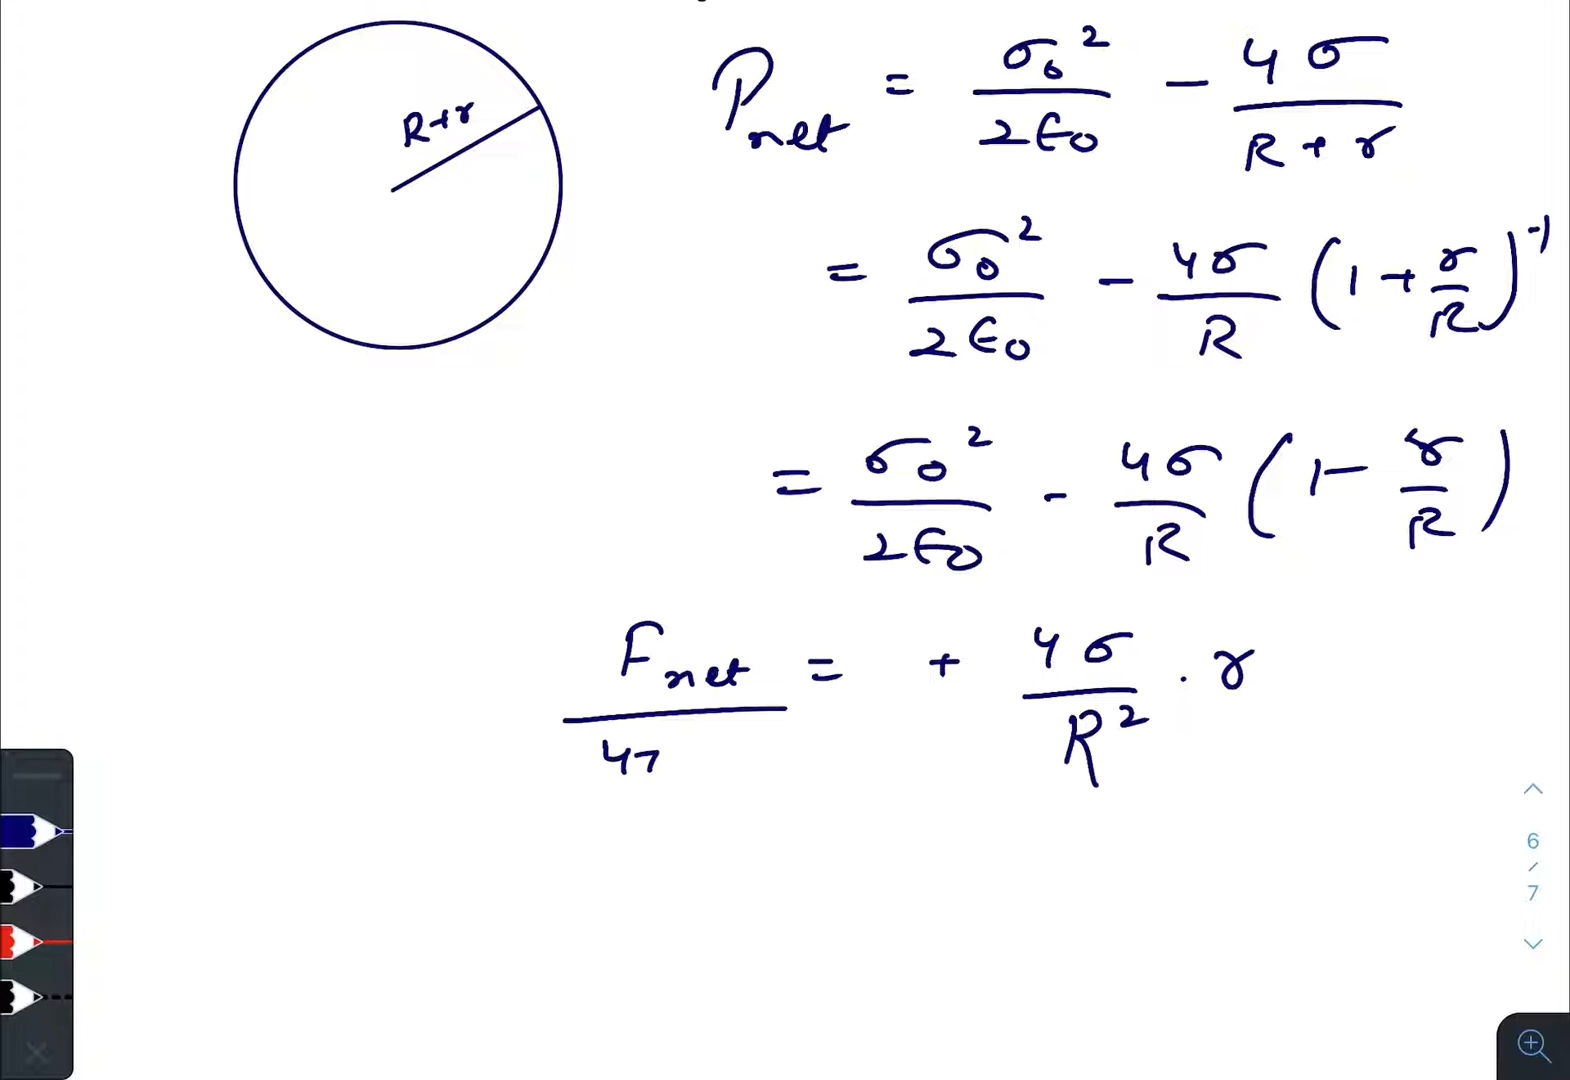 R+r
P_net = σ₀² / 2ϵ₀ − 4σ / R + r
= σ₀² / 2ϵ₀ − 4σ / R (1 + r/R)⁻¹
= σ₀² / 2ϵ₀ − 4σ / R (1 − r/R)
F_net / 4π = + 4σ / R² . r
6 / 7